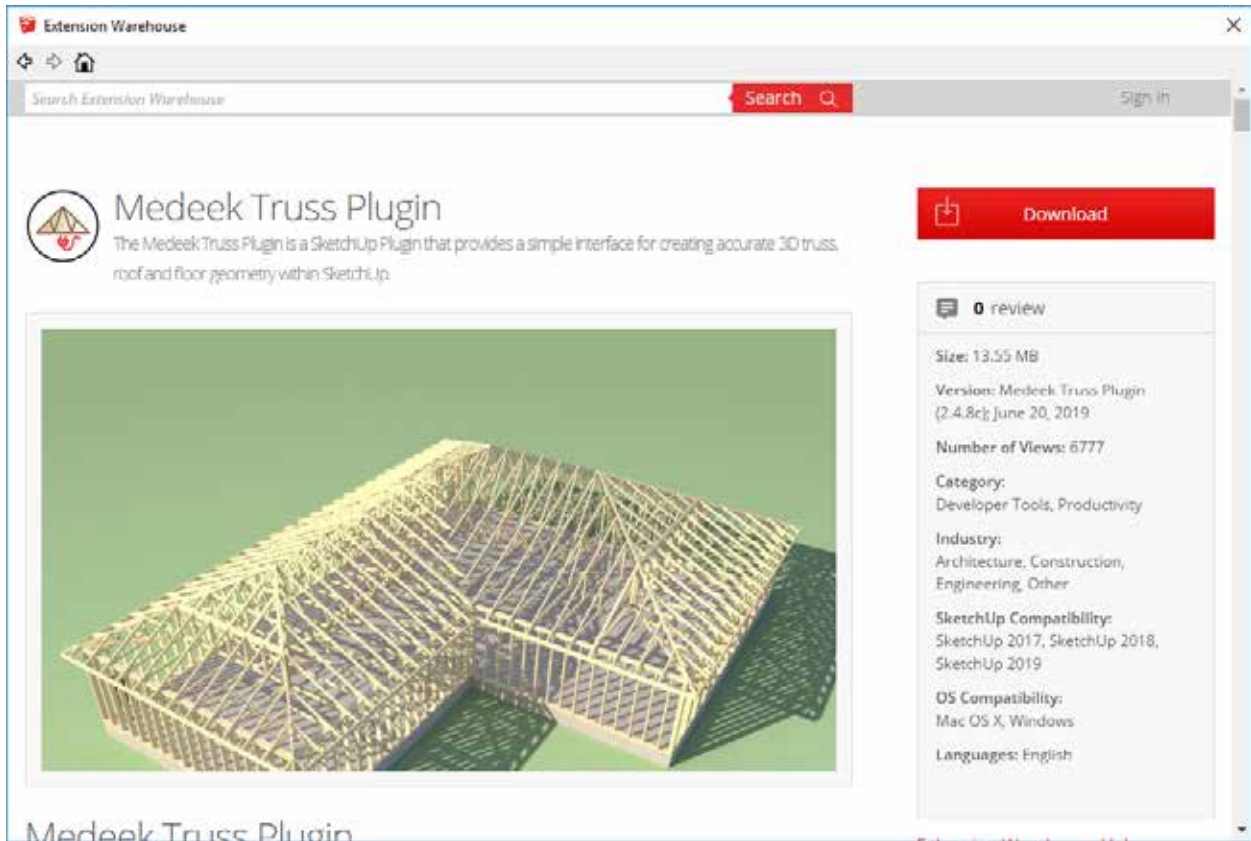 Extension Warehouse
Search Extension Warehouse
Search
Sign in
Medeek Truss Plugin
The Medeek Truss Plugin is a SketchUp Plugin that provides a simple interface for creating accurate 3D truss,
roof and floor geometry within SketchUp.
Download
0 review
Size: 13.55 MB
Version: Medeek Truss Plugin
(2.4.8c); June 20, 2019
Number of Views: 6777
Category:
Developer Tools, Productivity
Industry:
Architecture, Construction,
Engineering, Other
SketchUp Compatibility:
SketchUp 2017, SketchUp 2018,
SketchUp 2019
OS Compatibility:
Mac OS X, Windows
Languages: English
Medeek Truss Plugin